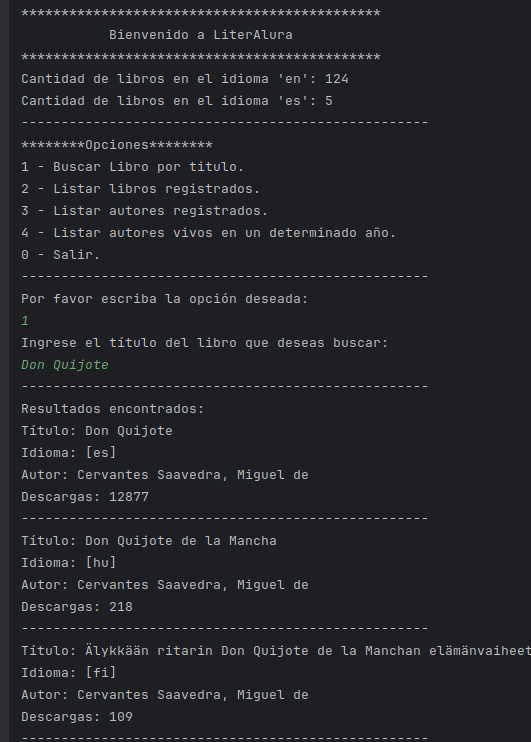 *********************************************
Bienvenido a LiterAlura
*********************************************
Cantidad de libros en el idioma 'en': 124
Cantidad de libros en el idioma 'es': 5
---------------------------------------------------
********Opciones********
1 - Buscar Libro por titulo.
2 - Listar libros registrados.
3 - Listar autores registrados.
4 - Listar autores vivos en un determinado año.
0 - Salir.
---------------------------------------------------
Por favor escriba la opción deseada:
1
Ingrese el título del libro que deseas buscar:
Don Quijote
---------------------------------------------------
Resultados encontrados:
Título: Don Quijote
Idioma: [es]
Autor: Cervantes Saavedra, Miguel de
Descargas: 12877
---------------------------------------------------
Título: Don Quijote de la Mancha
Idioma: [hu]
Autor: Cervantes Saavedra, Miguel de
Descargas: 218
---------------------------------------------------
Título: Älykkään ritarin Don Quijote de la Manchan elämänvaiheet
Idioma: [fi]
Autor: Cervantes Saavedra, Miguel de
Descargas: 109
---------------------------------------------------